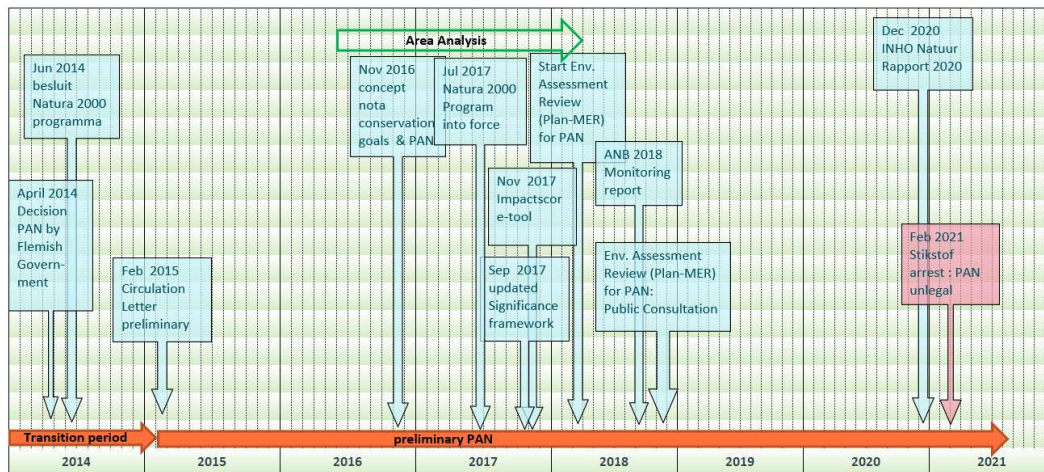 Area Analysis
Jun 2014
besluit
Natura 2000
programma
April 2014
Decision
PAN by
Flemish
Govern-
ment
Feb 2015
Circulation
Letter
preliminary
Nov 2016
concept
nota
conservation
goals & PAN
Jul 2017
Natura 2000
Program
into force
Nov 2017
Impactscor
e-tool
Sep 2017
updated
Significance
framework
Start Env.
Assessment
Review
(Plan-MER)
for PAN
ANB 2018
Monitoring
report
Env. Assessment
Review (Plan-MER)
for PAN:
Public Consultation
Dec 2020
INHO Natuur
Rapport 2020
Feb 2021
Stikstof
arrest : PAN
unlegal
Transition period
preliminary PAN
2014
2015
2016
2017
2018
2019
2020
2021